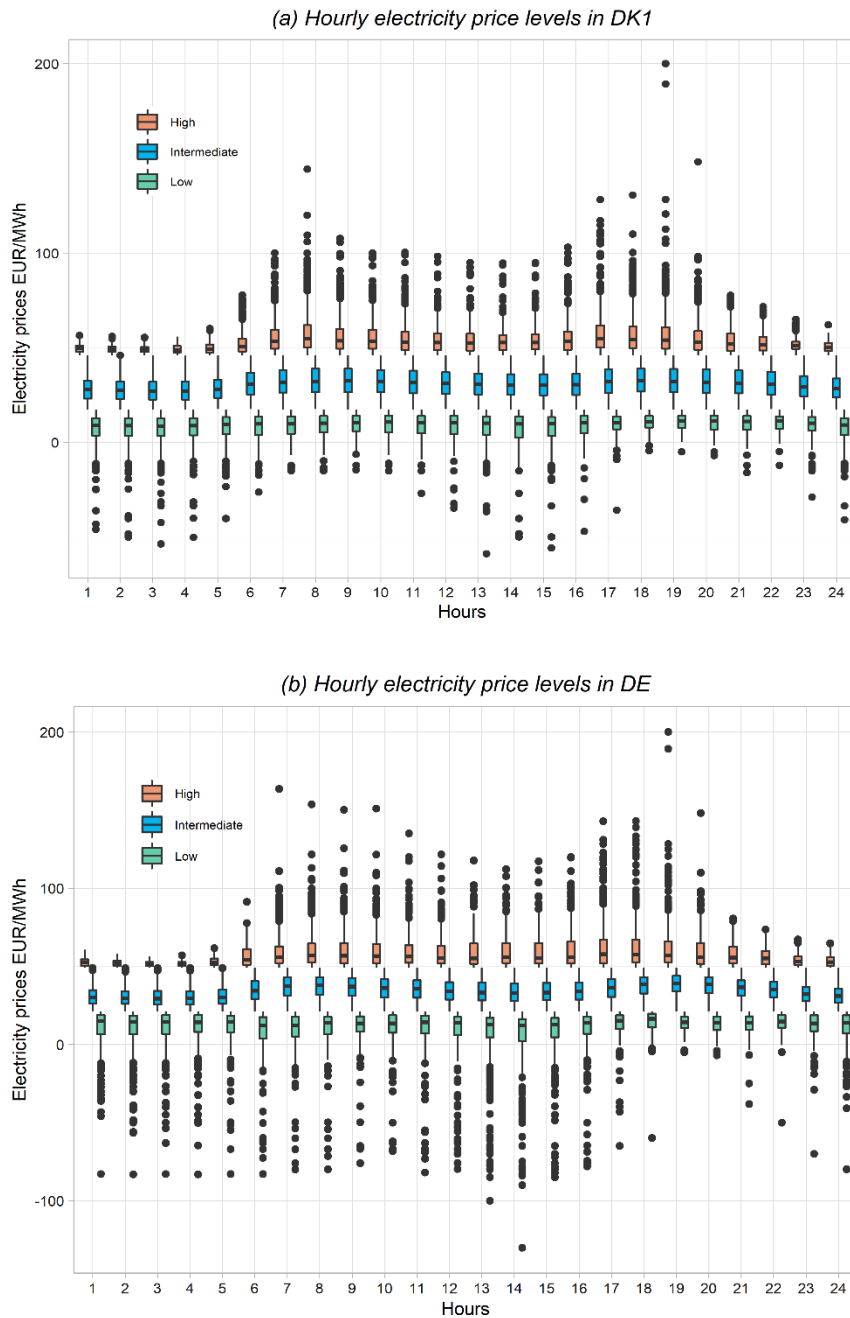 (a) Hourly electricity price levels in DK1
Electricity prices EUR/MWh
200
100
0
High
Intermediate
Low
1 2 3 4 5 6 7 8 9 10 11 12 13 14 15 16 17 18 19 20 21 22 23 24
Hours
(b) Hourly electricity price levels in DE
Electricity prices EUR/MWh
200
100
0
-100
High
Intermediate
Low
1 2 3 4 5 6 7 8 9 10 11 12 13 14 15 16 17 18 19 20 21 22 23 24
Hours